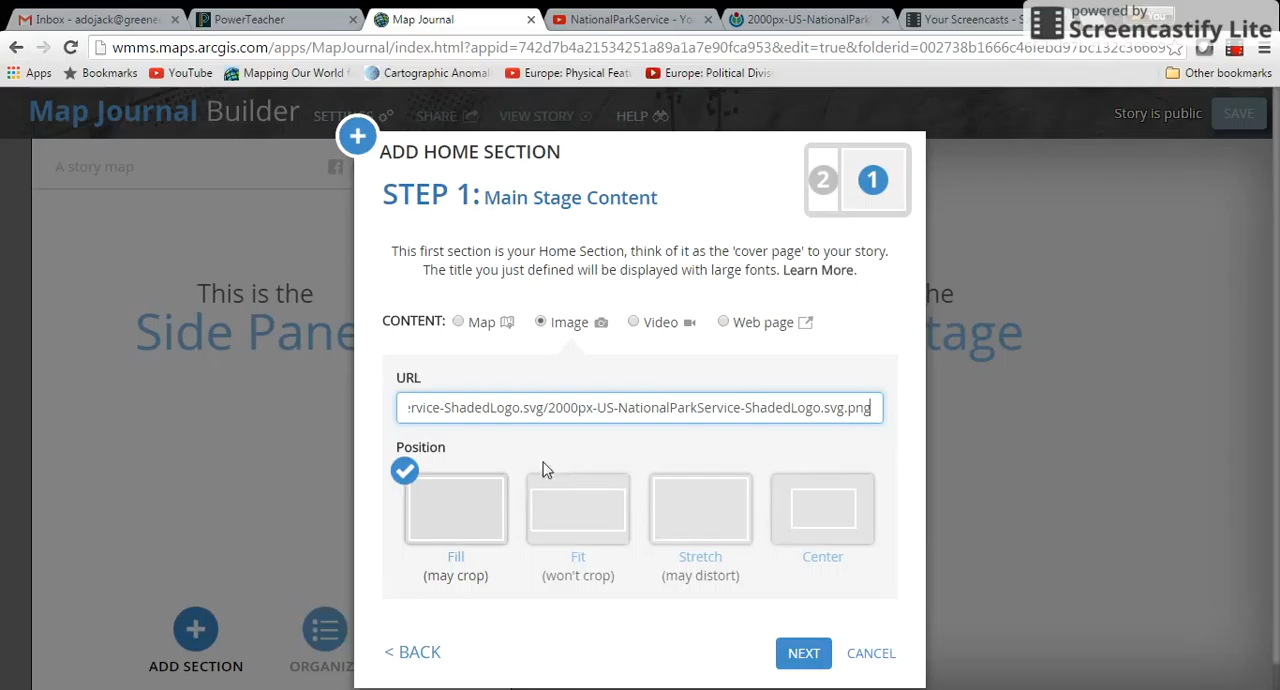 powered by
Screencastify Lite
Inbox - adojack@greene
PowerTeacher
Map Journal
NationalParkService - Yo
2000px-US-NationalPark
Your Screencasts - S
wmms.maps.arcgis.com/apps/MapJournal/index.html?appid=742d7b4a21534251a89a1a7e90fca953&edit=true&folderid=002738b1666c46febd97bc132c36669
Apps
Bookmarks
YouTube
Mapping Our World
Cartographic Anomal
Europe: Physical Feat
Europe: Political Divis
Other bookmarks
Map Journal Builder
SETTINGS
SHARE
VIEW STORY
HELP
Story is public
SAVE
A story map
ADD HOME SECTION
STEP 1: Main Stage Content
2
1
This first section is your Home Section, think of it as the 'cover page' to your story.
The title you just defined will be displayed with large fonts. Learn More.
This is the
Side Pane
he
tage
CONTENT:
Map
Image
Video
Web page
URL
ervice-ShadedLogo.svg/2000px-US-NationalParkService-ShadedLogo.svg.png
Position
Fill
(may crop)
Fit
(won't crop)
Stretch
(may distort)
Center
< BACK
NEXT
CANCEL
ADD SECTION
ORGANIZ